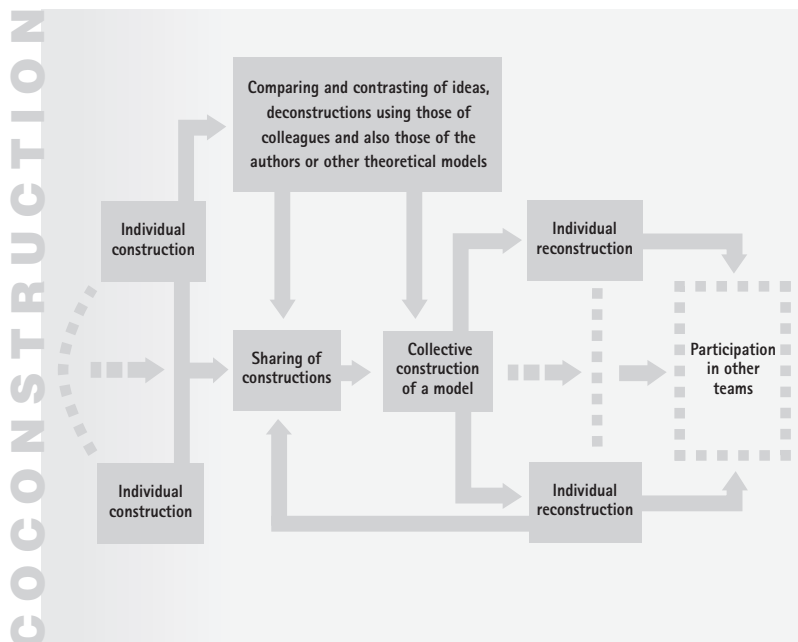 COCONSTRUCTION
Comparing and contrasting of ideas,
deconstructions using those of
colleagues and also those of the
authors or other theoretical models
Individual
construction
Individual
reconstruction
Sharing of
constructions
Collective
construction
of a model
Participation
in other
teams
Individual
construction
Individual
reconstruction